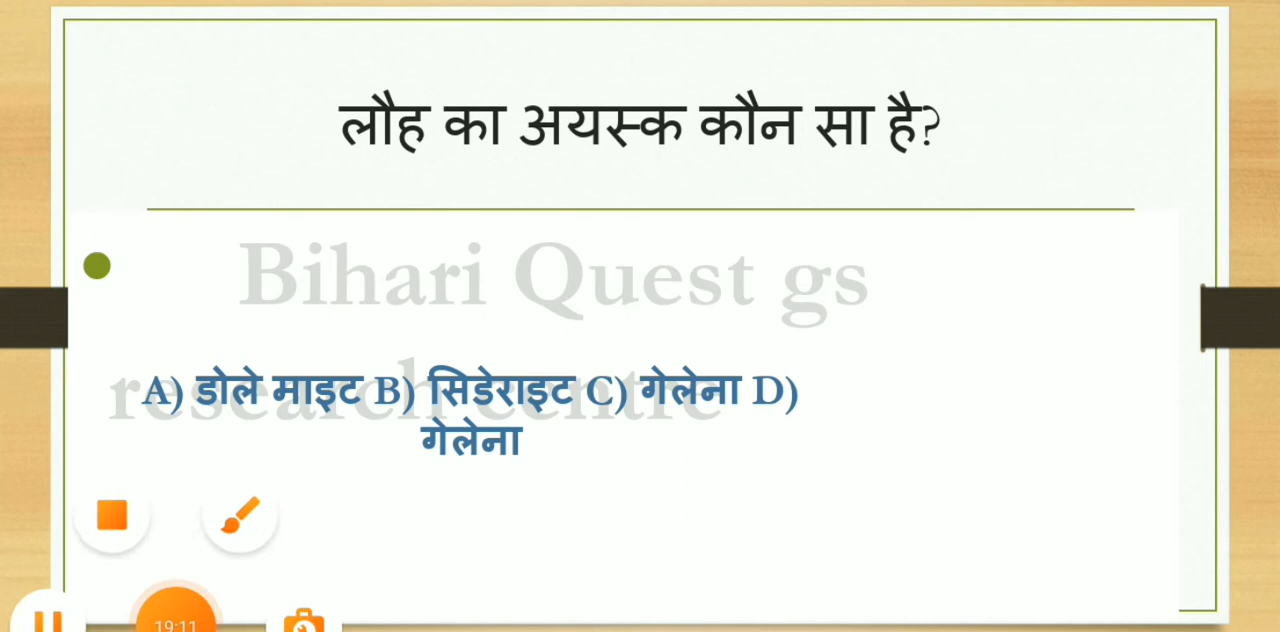 लौह का अयस्क कौन सा है?
Bihari Quest gs
research centre
A) डोले माइट B) सिडेराइट C) गेलेना D)
गेलेना
19:11